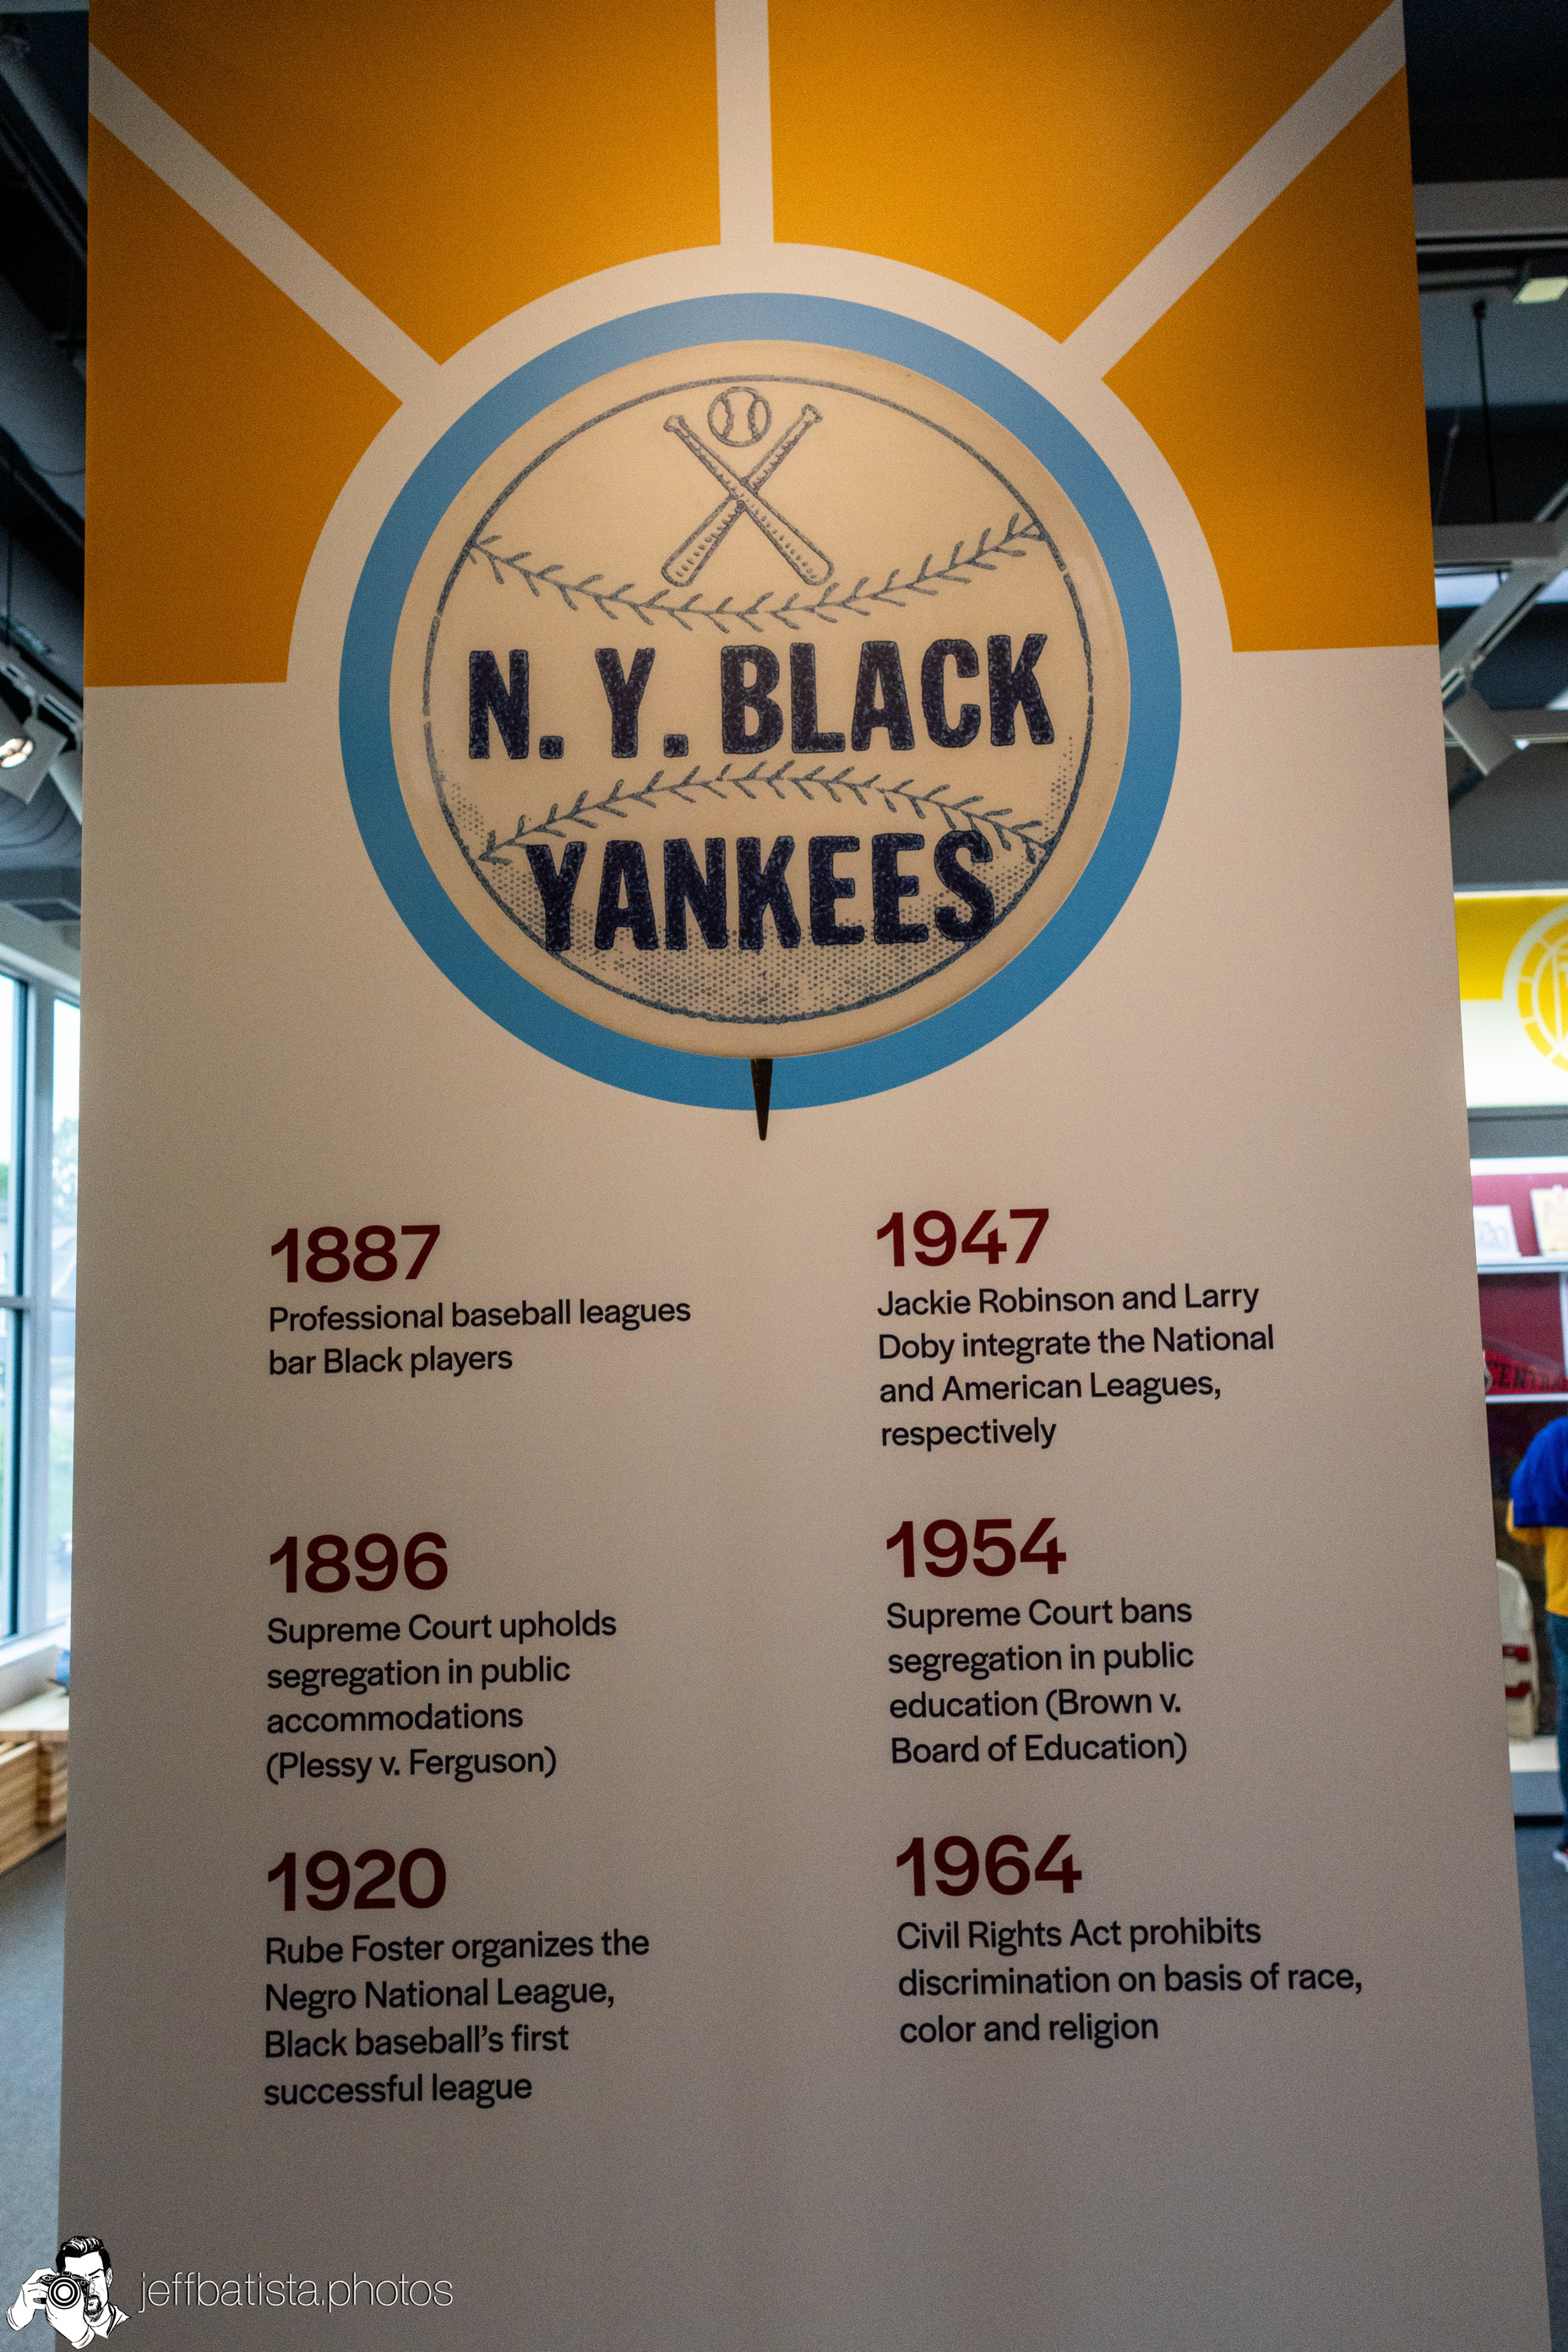 N. Y. BLACK
YANKEES
1887
Professional baseball leagues
bar Black players
1896
Supreme Court upholds
segregation in public
accommodations
(Plessy v. Ferguson)
1920
Rube Foster organizes the
Negro National League,
Black baseball’s first
successful league
1947
Jackie Robinson and Larry
Doby integrate the National
and American Leagues,
respectively
1954
Supreme Court bans
segregation in public
education (Brown v.
Board of Education)
1964
Civil Rights Act prohibits
discrimination on basis of race,
color and religion
jeffbatista.photos